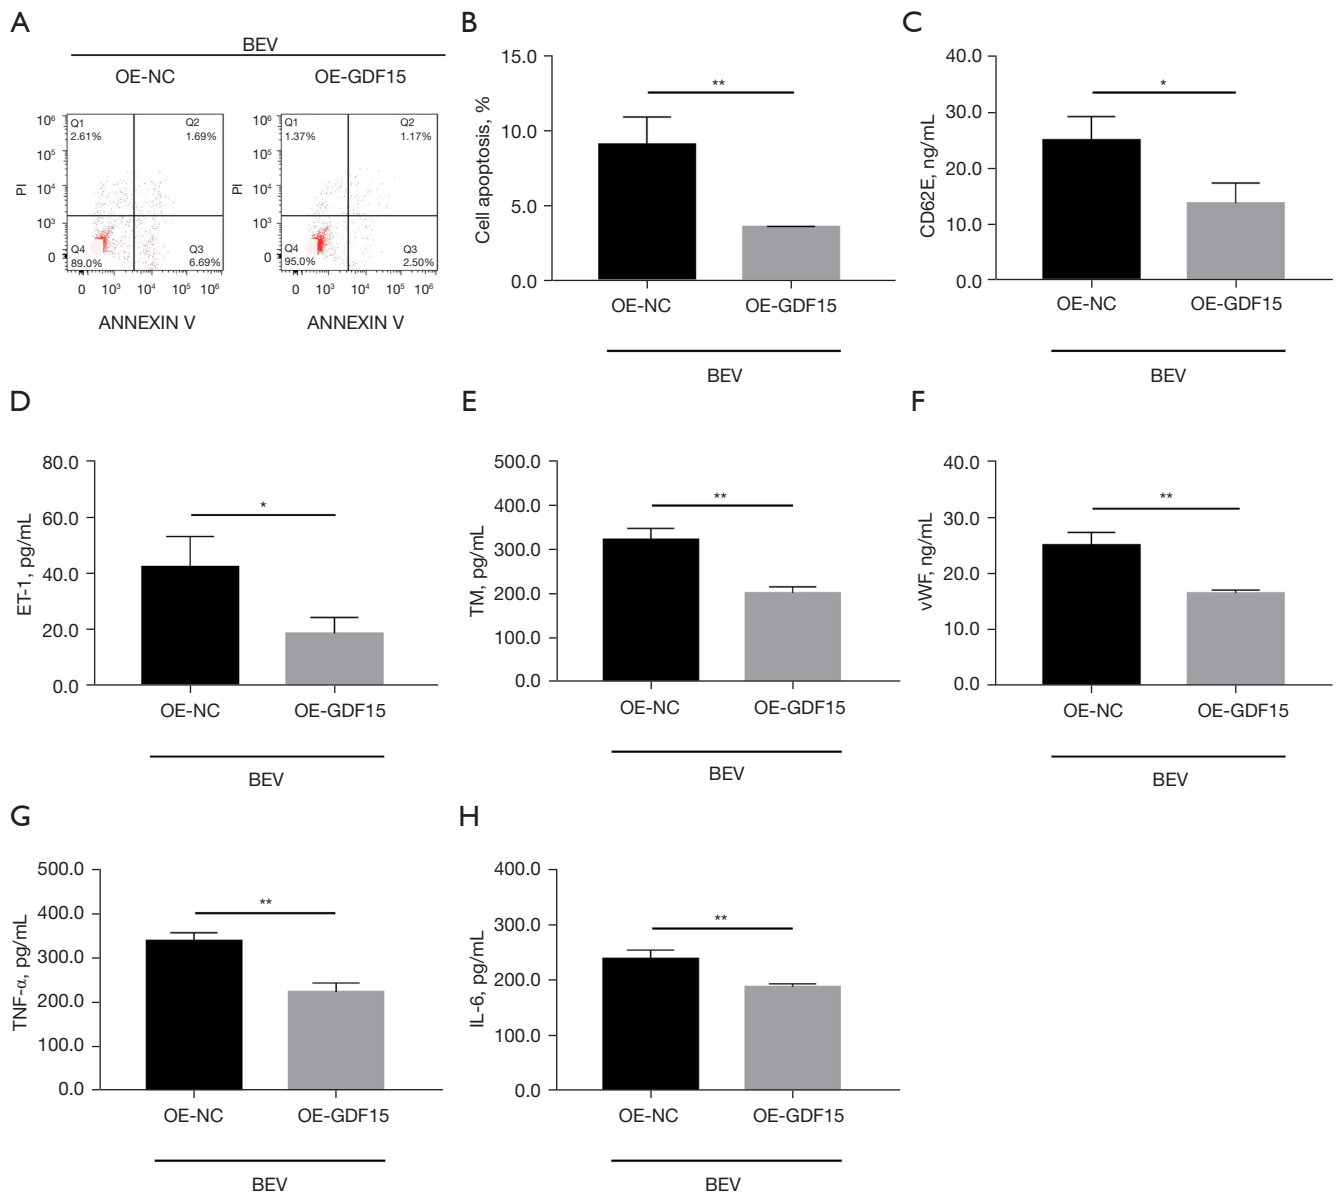 A
BEV
OE-NC
OE-GDF15
10⁶
10⁵
10⁴
10³
0
PI
Q1
2.61%
Q2
1.69%
Q4
89.0%
Q3
6.69%
0 10³ 10⁴ 10⁵ 10⁶
ANNEXIN V
10⁶
10⁵
10⁴
10³
0
PI
Q1
1.37%
Q2
1.17%
Q4
95.0%
Q3
2.50%
0 10³ 10⁴ 10⁵ 10⁶
ANNEXIN V
B
Cell apoptosis, %
15.0
10.0
5.0
0.0
**
OE-NC
OE-GDF15
BEV
C
CD62E, ng/mL
40.0
30.0
20.0
10.0
0.0
*
OE-NC
OE-GDF15
BEV
D
ET-1, pg/mL
80.0
60.0
40.0
20.0
0.0
*
OE-NC
OE-GDF15
BEV
E
TM, pg/mL
500.0
400.0
300.0
200.0
100.0
0.0
**
OE-NC
OE-GDF15
BEV
F
vWF, ng/mL
40.0
30.0
20.0
10.0
0.0
**
OE-NC
OE-GDF15
BEV
G
TNF-α, pg/mL
500.0
400.0
300.0
200.0
100.0
0.0
**
OE-NC
OE-GDF15
BEV
H
IL-6, pg/mL
400.0
300.0
200.0
100.0
0.0
**
OE-NC
OE-GDF15
BEV